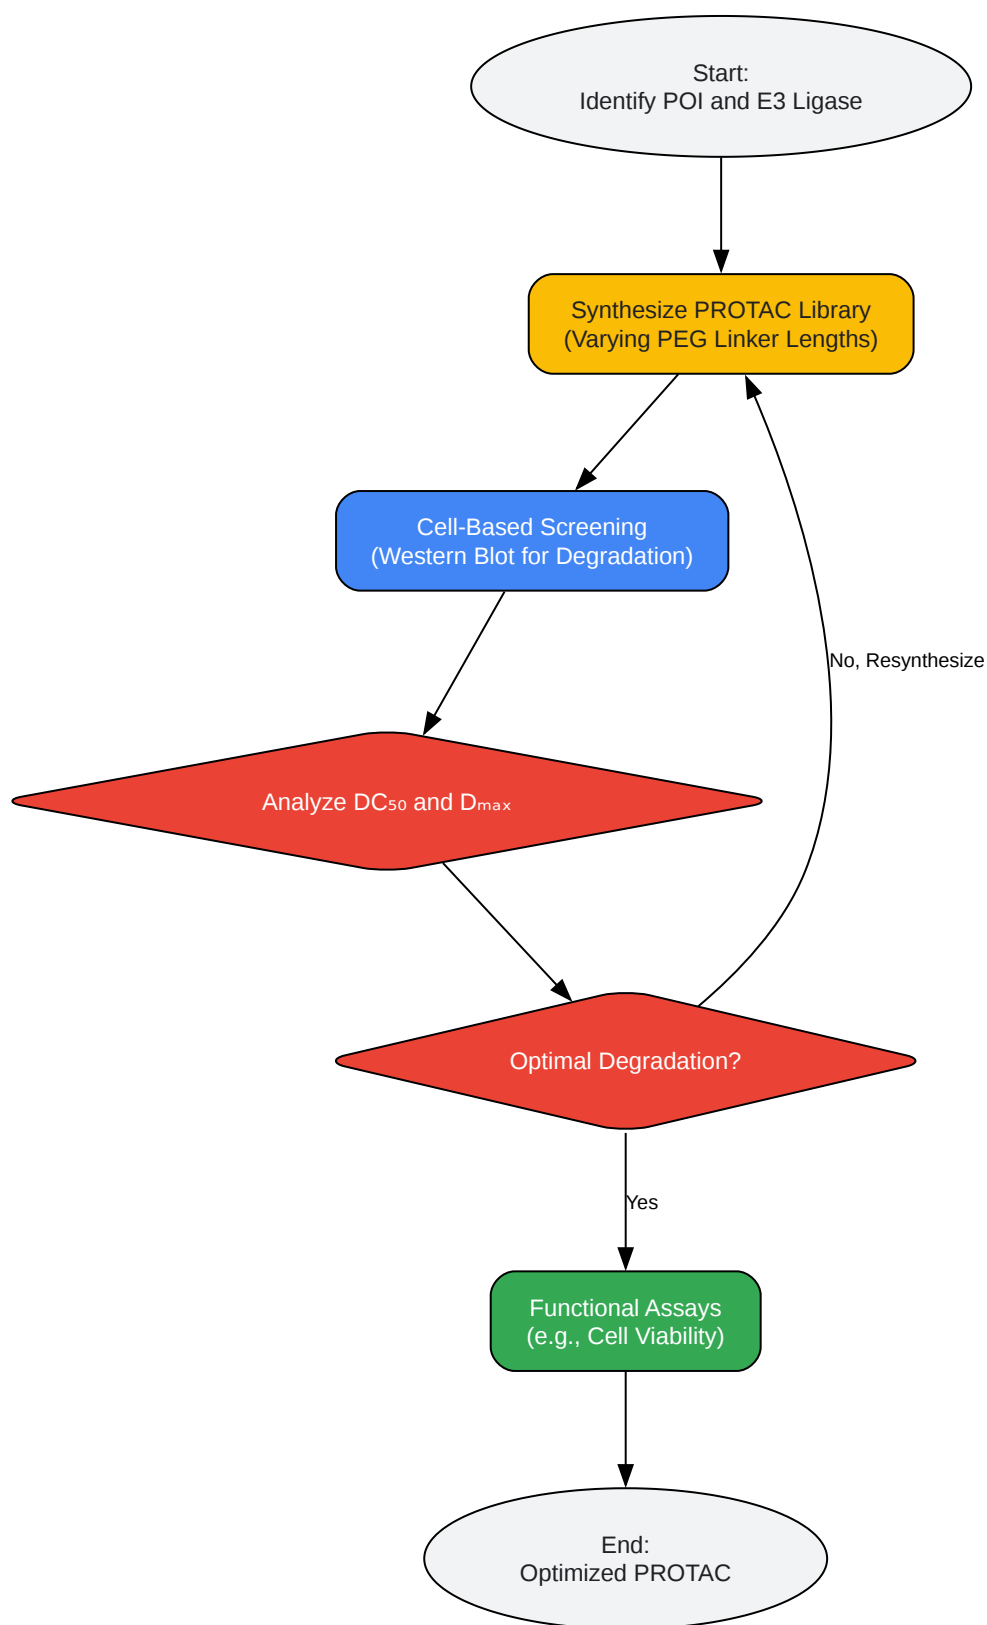 Start:
Identify POI and E3 Ligase
Synthesize PROTAC Library
(Varying PEG Linker Lengths)
Cell-Based Screening
(Western Blot for Degradation)
No, Resynthesize
Analyze DC₅₀ and Dₘₐₓ
Optimal Degradation?
Yes
Functional Assays
(e.g., Cell Viability)
End:
Optimized PROTAC